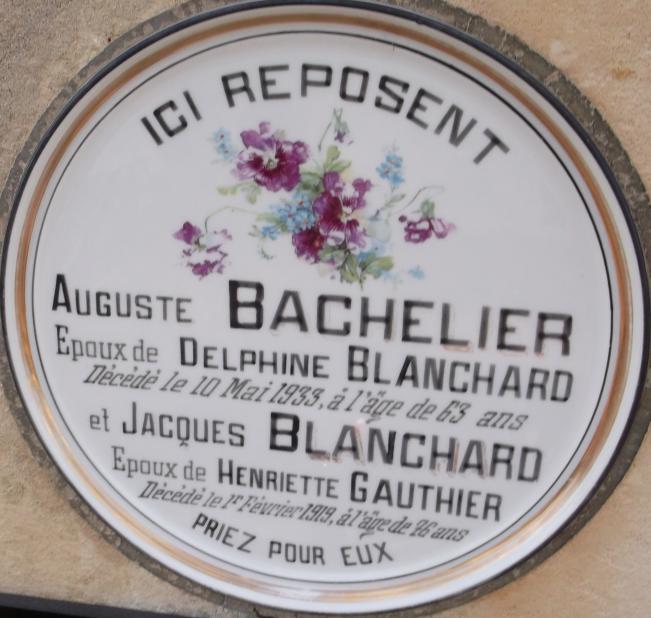 ICI REPOSENT
AUGUSTE BACHELIER
Epoux de DELPHINE BLANCHARD
Décédé le 10 Mai 1933, à l'âge de 63 ans
et JACQUES BLANCHARD
Epoux de HENRIETTE GAUTHIER
Décédé le 1er Février 1919, à l'âge de 76 ans
PRIEZ POUR EUX